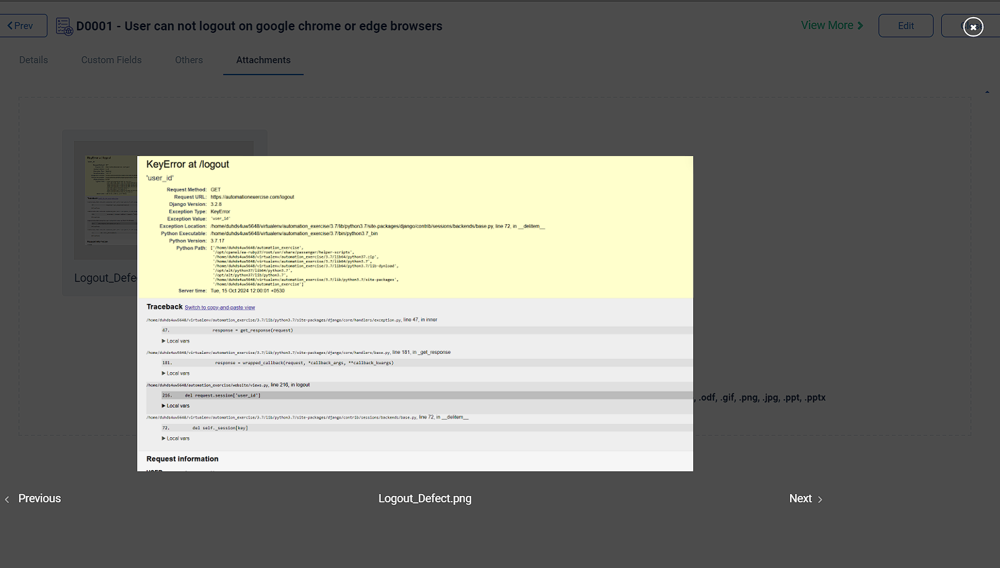 Prev
D0001 - User can not logout on google chrome or edge browsers
View More
Edit
Details
Custom Fields
Others
Attachments
KeyError at /logout
'user_id'
Request Method: GET
Request URL: https://automationexercise.com/logout
Django Version: 3.2.8
Exception Type: KeyError
Exception Value: 'user_id'
Exception Location: /home/duhds4uw5648/virtualenv/automation_exercise/3.7/lib/python3.7/site-packages/django/contrib/sessions/backends/base.py, line 72, in __delitem__
Python Executable: /home/duhds4uw5648/virtualenv/automation_exercise/3.7/bin/python3.7_bin
Python Version: 3.7.17
Python Path: ['/home/duhds4uw5648/automation_exercise',
'/opt/cpanel/ea-ruby27/root/usr/share/passenger/helper-scripts',
'/home/duhds4uw5648/virtualenv/automation_exercise/3.7/lib64/python37.zip',
'/home/duhds4uw5648/virtualenv/automation_exercise/3.7/lib64/python3.7',
'/home/duhds4uw5648/virtualenv/automation_exercise/3.7/lib64/python3.7/lib-dynload',
'/opt/alt/python37/lib64/python3.7',
'/opt/alt/python37/lib/python3.7',
'/home/duhds4uw5648/virtualenv/automation_exercise/3.7/lib/python3.7/site-packages',
'/home/duhds4uw5648/automation_exercise']
Server time: Tue, 15 Oct 2024 12:00:01 +0530
Logout_Defe
Traceback Switch to copy-and-paste view
/home/duhds4uw5648/virtualenv/automation_exercise/3.7/lib/python3.7/site-packages/django/core/handlers/exception.py, line 47, in inner
47. response = get_response(request)
Local vars
/home/duhds4uw5648/virtualenv/automation_exercise/3.7/lib/python3.7/site-packages/django/core/handlers/base.py, line 181, in _get_response
181. response = wrapped_callback(request, *callback_args, **callback_kwargs)
Local vars
/home/duhds4uw5648/automation_exercise/website/views.py, line 216, in logout
216. del request.session['user_id']
Local vars
, .odf, .gif, .png, .jpg, .ppt, .pptx
/home/duhds4uw5648/virtualenv/automation_exercise/3.7/lib/python3.7/site-packages/django/contrib/sessions/backends/base.py, line 72, in __delitem__
72. del self._session[key]
Local vars
Request information
Previous
Logout_Defect.png
Next